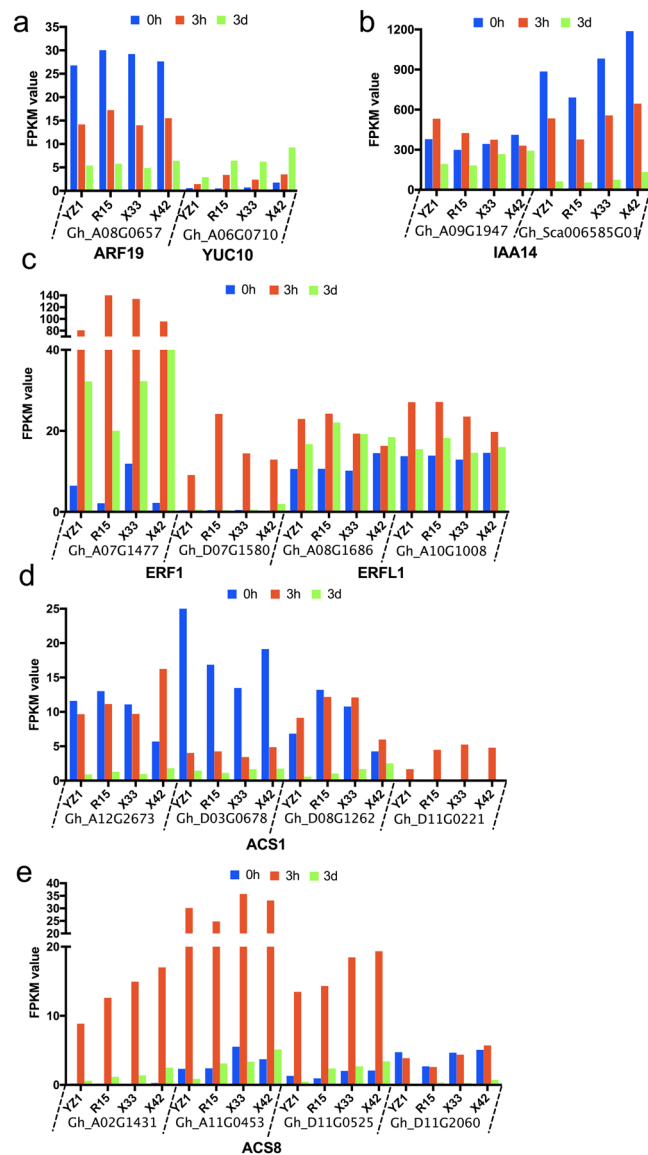 a
0h 3h 3d
FPKM value
35
30
25
20
15
10
5
0
YZ1 R15 X33 X42 YZ1 R15 X33 X42
Gh_A08G0657 Gh_A06G0710
ARF19 YUC10
b
0h 3h 3d
FPKM value
1200
900
600
300
0
YZ1 R15 X33 X42 YZ1 R15 X33 X42
Gh_A09G1947 Gh_Sca006585G01
IAA14
c
0h 3h 3d
FPKM value
140
120
100
80
40
20
0
YZ1 R15 X33 X42 YZ1 R15 X33 X42 YZ1 R15 X33 X42 YZ1 R15 X33 X42
Gh_A07G1477 Gh_D07G1580 Gh_A08G1686 Gh_A10G1008
ERF1 ERFL1
d
0h 3h 3d
FPKM value
25
20
15
10
5
0
YZ1 R15 X33 X42 YZ1 R15 X33 X42 YZ1 R15 X33 X42 YZ1 R15 X33 X42
Gh_A12G2673 Gh_D03G0678 Gh_D08G1262 Gh_D11G0221
ACS1
e
0h 3h 3d
FPKM value
40
35
30
25
20
20
10
0
YZ1 R15 X33 X42 YZ1 R15 X33 X42 YZ1 R15 X33 X42 YZ1 R15 X33 X42
Gh_A02G1431 Gh_A11G0453 Gh_D11G0525 Gh_D11G2060
ACS8